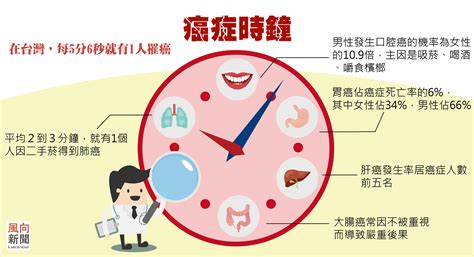 癌症時鐘
在台灣，每5分6秒就有1人罹癌
男性發生口腔癌的機率為女性
的10.9倍，主因是吸菸、喝酒
、嚼食檳榔
胃癌佔癌症死亡率的6%，
其中女性佔34%，男性佔66%
平均２到３分鐘，就有1個
人因二手菸得到肺癌
肝癌發生率居癌症人數
前五名
大腸癌常因不被重視
而導致嚴重後果
風向
新聞